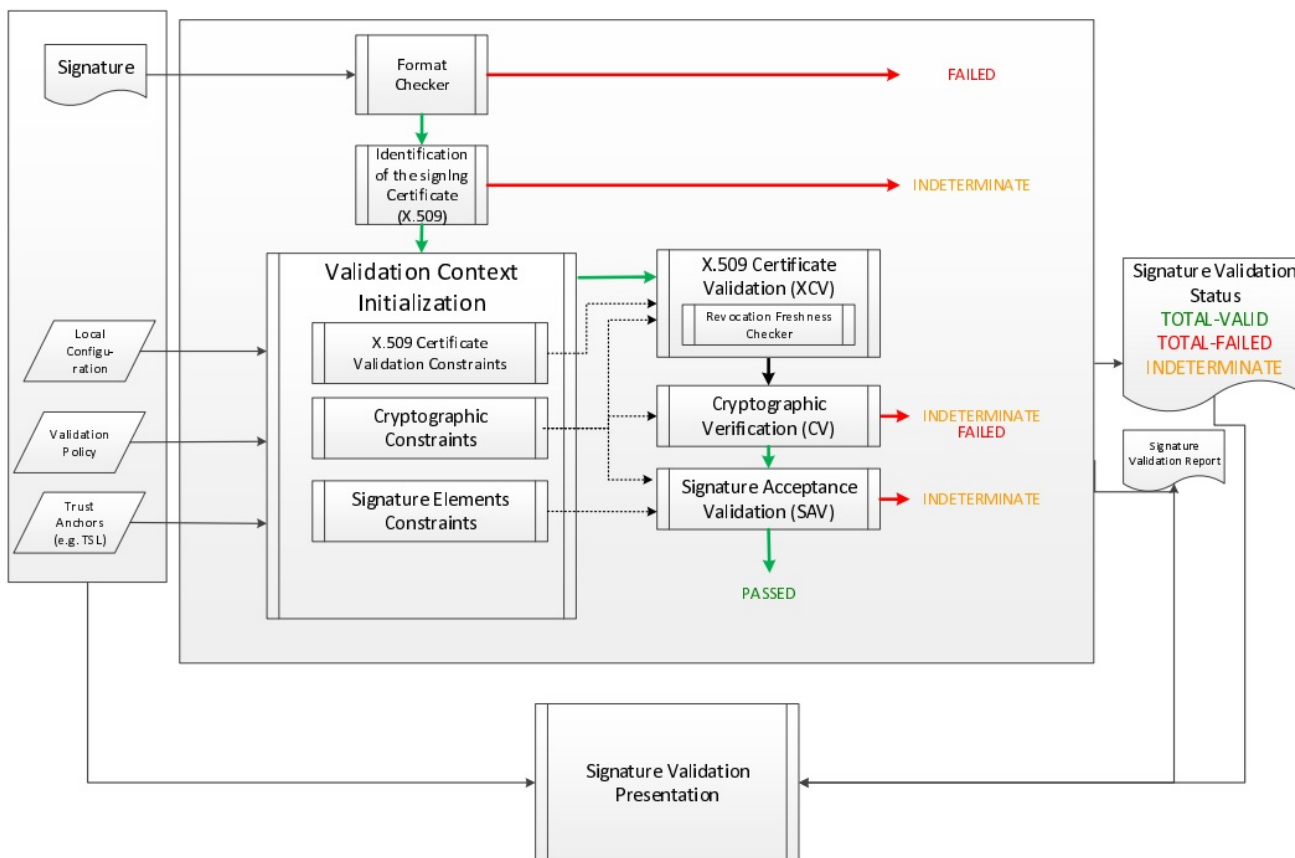 Signature
Format
Checker
FAILED
Identification
of the signing
Certificate
(X.509)
INDETERMINATE
Validation Context
Initialization
X.509 Certificate
Validation (XCV)
Revocation Freshness
Checker
Signature Validation
Status
TOTAL-VALID
TOTAL-FAILED
INDETERMINATE
Local
Configu-
ration
X.509 Certificate
Validation Constraints
Cryptographic
Constraints
Cryptographic
Verification (CV)
INDETERMINATE
FAILED
Validation
Policy
Signature
Validation Report
Signature Elements
Constraints
Signature Acceptance
Validation (SAV)
INDETERMINATE
Trust
Anchors
(e.g. TSL)
PASSED
Signature Validation
Presentation